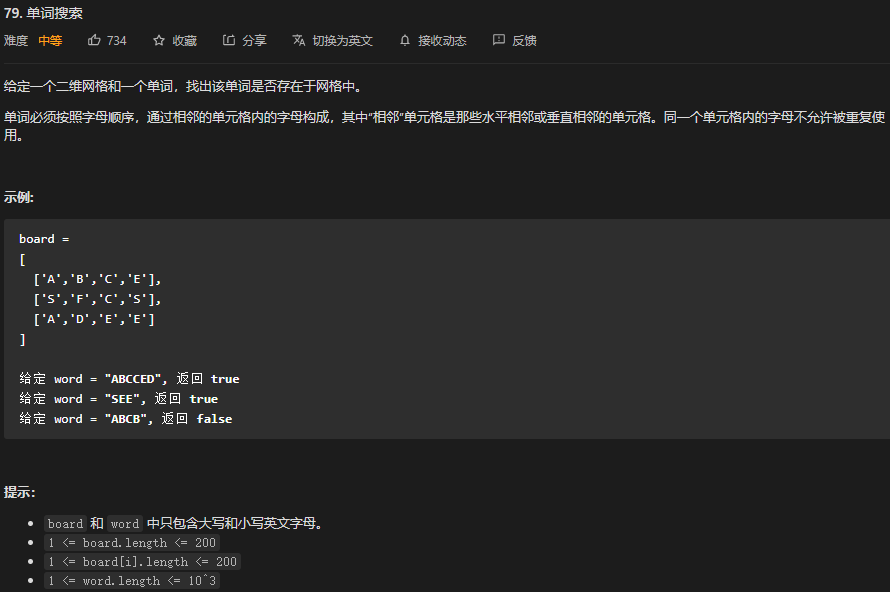 79. 单词搜索
难度 中等 734 收藏 分享 切换为英文 接收动态 反馈
给定一个二维网格和一个单词，找出该单词是否存在于网格中。
单词必须按照字母顺序，通过相邻的单元格内的字母构成，其中“相邻”单元格是那些水平相邻或垂直相邻的单元格。同一个单元格内的字母不允许被重复使
用。
示例:
board =
[
['A','B','C','E'],
['S','F','C','S'],
['A','D','E','E']
]
给定 word = "ABCCED", 返回 true
给定 word = "SEE", 返回 true
给定 word = "ABCB", 返回 false
提示：
board 和 word 中只包含大写和小写英文字母。
1 <= board.length <= 200
1 <= board[i].length <= 200
1 <= word.length <= 10^3